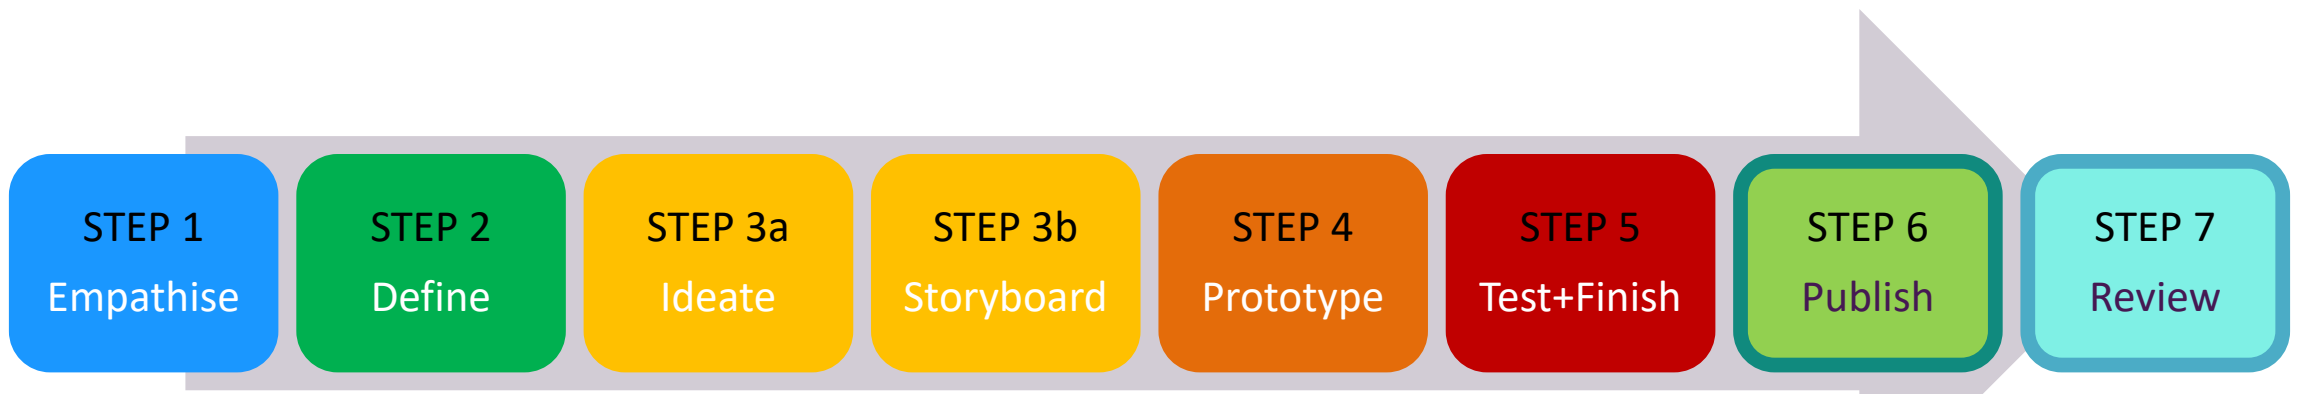 STEP 1
Empathise
STEP 2
Define
STEP 3a
Ideate
STEP 3b
Storyboard
STEP 4
Prototype
STEP 5
Test+Finish
STEP 6
Publish
STEP 7
Review